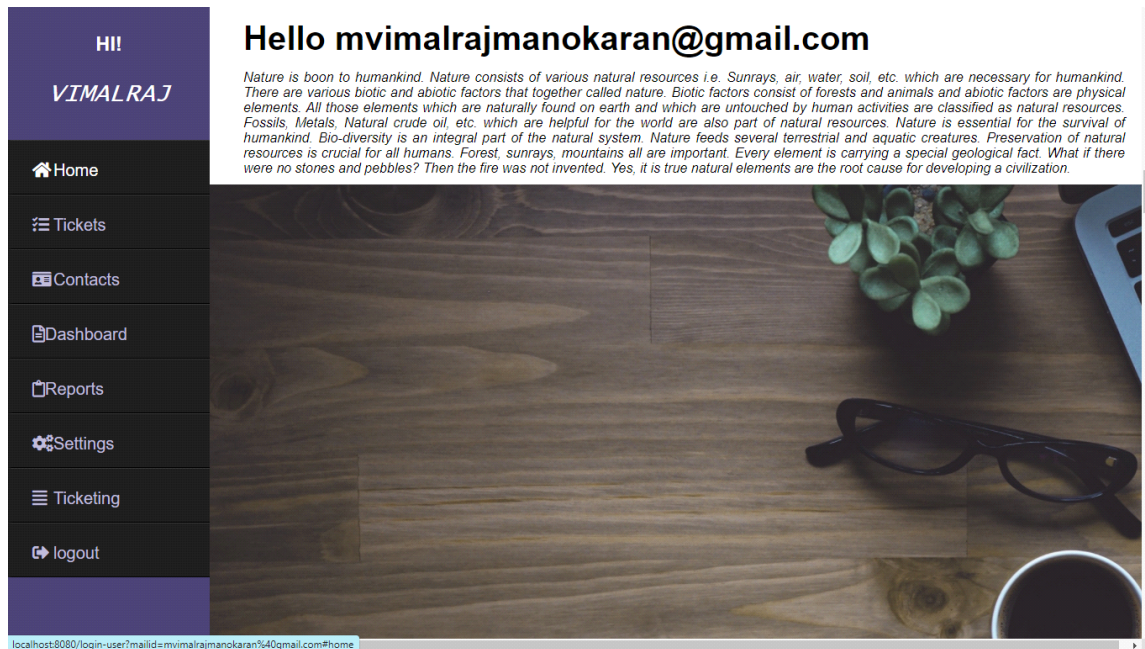 HI!
VIMALRAJ
Home
Tickets
Contacts
Dashboard
Reports
Settings
Ticketing
logout
Hello mvimalrajmanokaran@gmail.com
Nature is boon to humankind. Nature consists of various natural resources i.e. Sunrays, air, water, soil, etc. which are necessary for humankind.
There are various biotic and abiotic factors that together called nature. Biotic factors consist of forests and animals and abiotic factors are physical
elements. All those elements which are naturally found on earth and which are untouched by human activities are classified as natural resources.
Fossils, Metals, Natural crude oil, etc. which are helpful for the world are also part of natural resources. Nature is essential for the survival of
humankind. Bio-diversity is an integral part of the natural system. Nature feeds several terrestrial and aquatic creatures. Preservation of natural
resources is crucial for all humans. Forest, sunrays, mountains all are important. Every element is carrying a special geological fact. What if there
were no stones and pebbles? Then the fire was not invented. Yes, it is true natural elements are the root cause for developing a civilization.
localhost:8080/login-user?mailid=mvimalrajmanokaran%40gmail.com#home